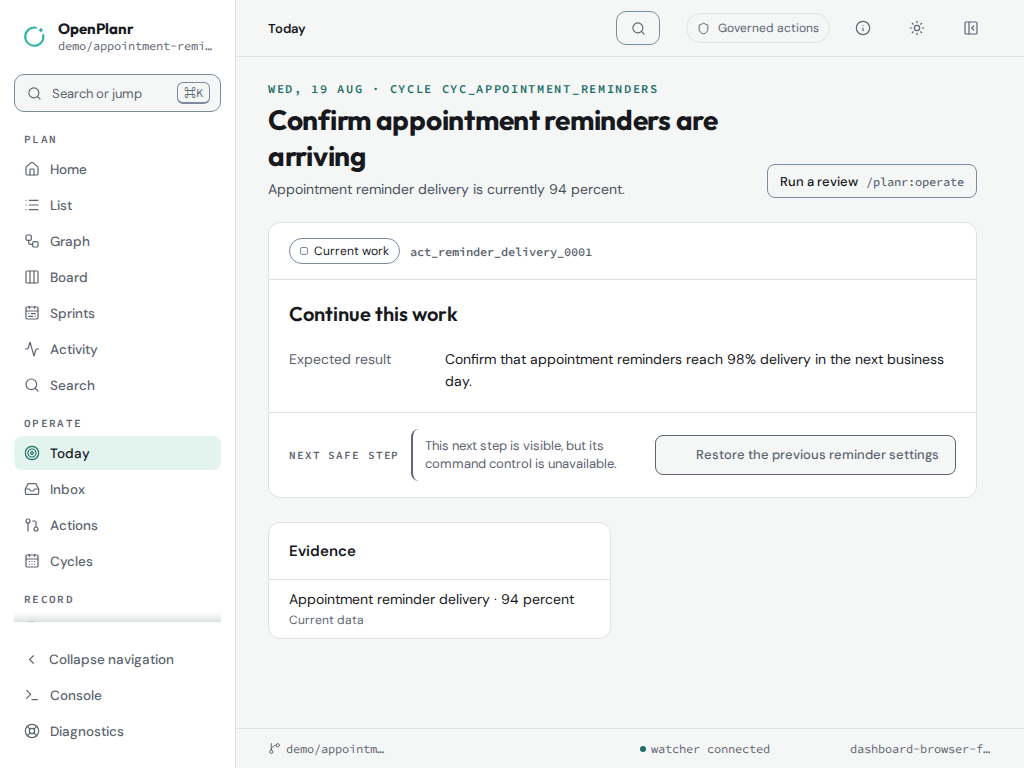 OpenPlanr
demo/appointment-remi…
Search or jump ⌘K
PLAN
Home
List
Graph
Board
Sprints
Activity
Search
OPERATE
Today
Inbox
Actions
Cycles
RECORD
Collapse navigation
Console
Diagnostics
Today
Governed actions
WED, 19 AUG · CYCLE CYC_APPOINTMENT_REMINDERS
Confirm appointment reminders are
arriving
Appointment reminder delivery is currently 94 percent.
Run a review /planr:operate
Current work act_reminder_delivery_0001
Continue this work
Expected result
Confirm that appointment reminders reach 98% delivery in the next business
day.
NEXT SAFE STEP
This next step is visible, but its
command control is unavailable.
Restore the previous reminder settings
Evidence
Appointment reminder delivery · 94 percent
Current data
demo/appointm…
watcher connected
dashboard-browser-f…